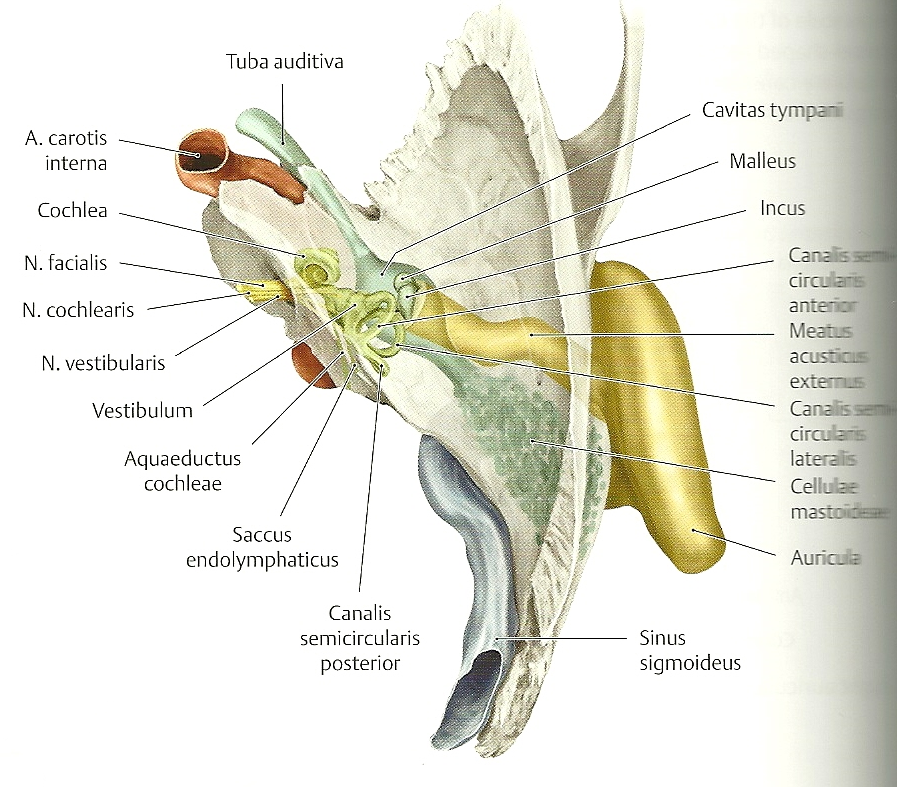 Tuba auditiva
A. carotis
interna
Cochlea
N. facialis
N. cochlearis
N. vestibularis
Vestibulum
Aquaeductus
cochleae
Saccus
endolymphaticus
Canalis
semicircularis
posterior
Cavitas tympani
Malleus
Incus
Canalis semi-
circularis
anterior
Meatus
acusticus
externus
Canalis semi-
circularis
lateralis
Cellulae
mastoideae
Auricula
Sinus
sigmoideus